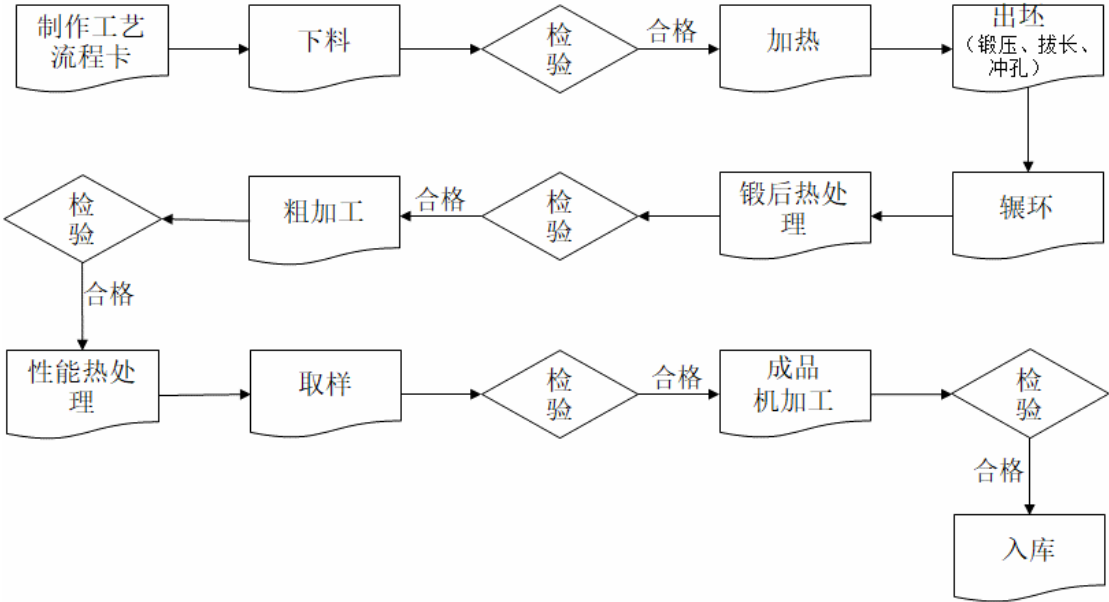 制作工艺
流程卡
下料
检
验
合格
加热
出坯
（锻压、拔长、
冲孔）
辗环
锻后热处
理
检
验
合格
粗加工
检
验
合格
性能热处
理
取样
检
验
合格
成品
机加工
检
验
合格
入库